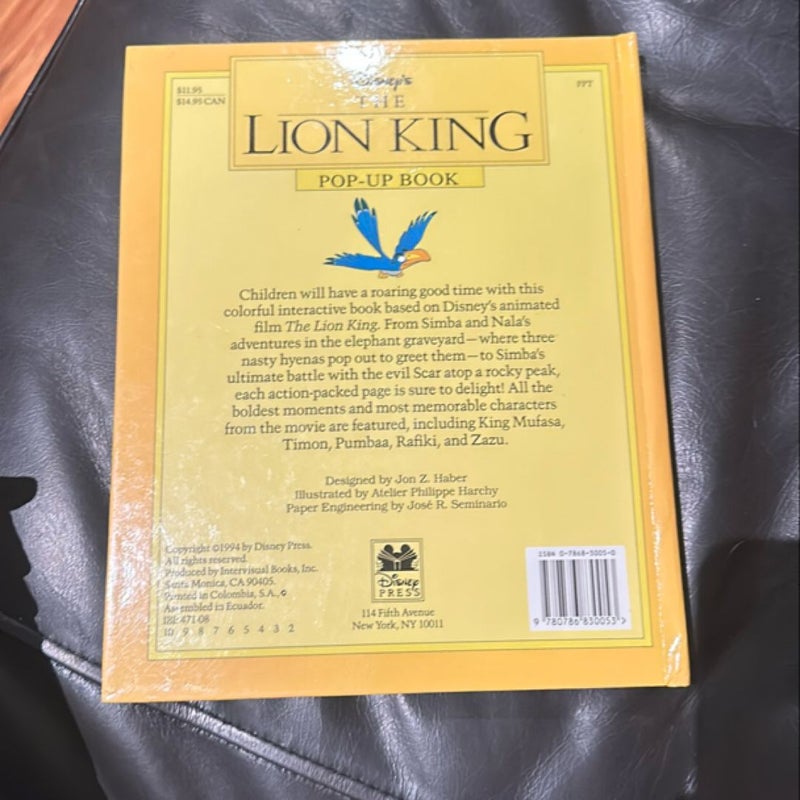 $11.95
$14.95 CAN
PPT
Disney's
THE
LION KING
POP-UP BOOK
Children will have a roaring good time with this
colorful interactive book based on Disney's animated
film The Lion King. From Simba and Nala's
adventures in the elephant graveyard—where three
nasty hyenas pop out to greet them—to Simba's
ultimate battle with the evil Scar atop a rocky peak,
each action-packed page is sure to delight! All the
boldest moments and most memorable characters
from the movie are featured, including King Mufasa,
Timon, Pumbaa, Rafiki, and Zazu.
Designed by Jon Z. Haber
Illustrated by Atelier Philippe Harchy
Paper Engineering by José R. Seminario
Copyright ©1994 by Disney Press.
All rights reserved.
Produced by Intervisual Books, Inc.
Santa Monica, CA 90405.
Printed in Colombia, S.A.,
Assembled in Ecuador.
IBI: 471-08
10 9 8 7 6 5 4 3 2
Disney
PRESS
114 Fifth Avenue
New York, NY 10011
ISBN 0-7868-3005-0
9 780786 830053 >